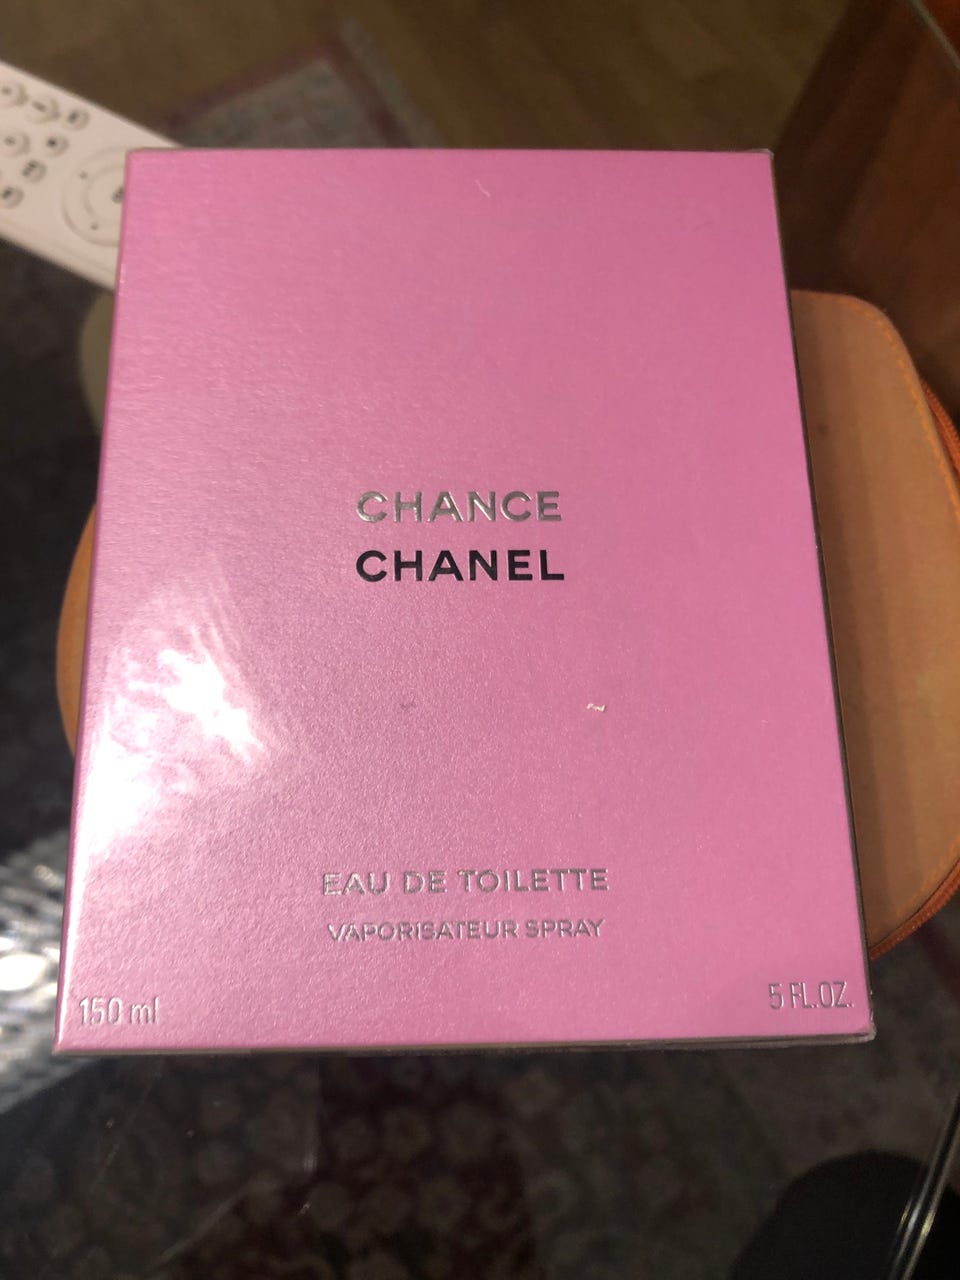 CHANCE
CHANEL
EAU DE TOILETTE
VAPORISATEUR SPRAY
150 ml
5 FL.OZ.